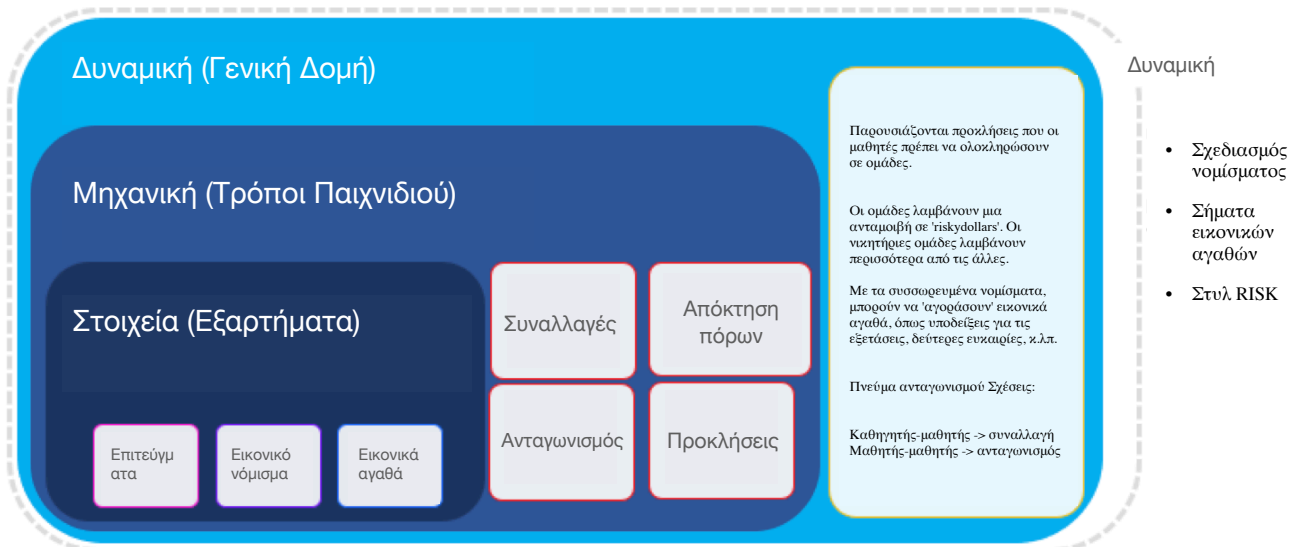 Δυναμική (Γενική Δομή)
Μηχανική (Τρόποι Παιχνιδιού)
Στοιχεία (Εξαρτήματα)
Επιτεύγμ
ατα
Εικονικό
νόμισμα
Εικονικά
αγαθά
Συναλλαγές
Απόκτηση
πόρων
Ανταγωνισμός
Προκλήσεις
Παρουσιάζονται προκλήσεις που οι
μαθητές πρέπει να ολοκληρώσουν
σε ομάδες.
Οι ομάδες λαμβάνουν μια
ανταμοιβή σε 'riskydollars'. Οι
νικητήριες ομάδες λαμβάνουν
περισσότερα από τις άλλες.
Με τα συσσωρευμένα νομίσματα,
μπορούν να 'αγοράσουν' εικονικά
αγαθά, όπως υποδείξεις για τις
εξετάσεις, δεύτερες ευκαιρίες, κ.λπ.
Πνεύμα ανταγωνισμού Σχέσεις:
Καθηγητής-μαθητής -> συναλλαγή
Μαθητής-μαθητής -> ανταγωνισμός
Δυναμική
• Σχεδιασμός
νομίσματος
• Σήματα
εικονικών
αγαθών
• Στυλ RISK